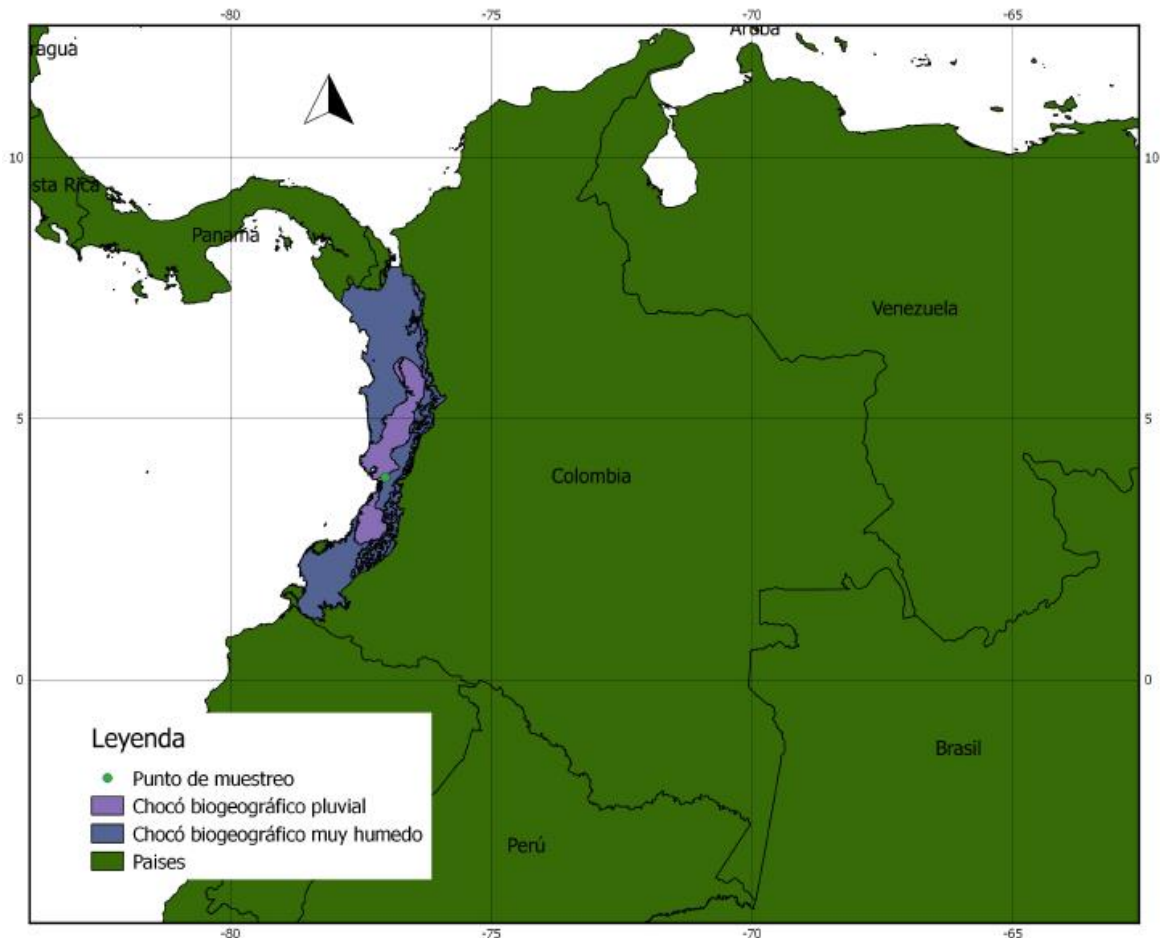 -80 -75 -70 -65
Aruba
ragua
10 10
sta Rica
Panamá
Venezuela
5 5
Colombia
0 0
Leyenda
Brasil
Punto de muestreo
Chocó biogeográfico pluvial
Chocó biogeográfico muy humedo
Perú
Paises
-80 -75 -70 -65